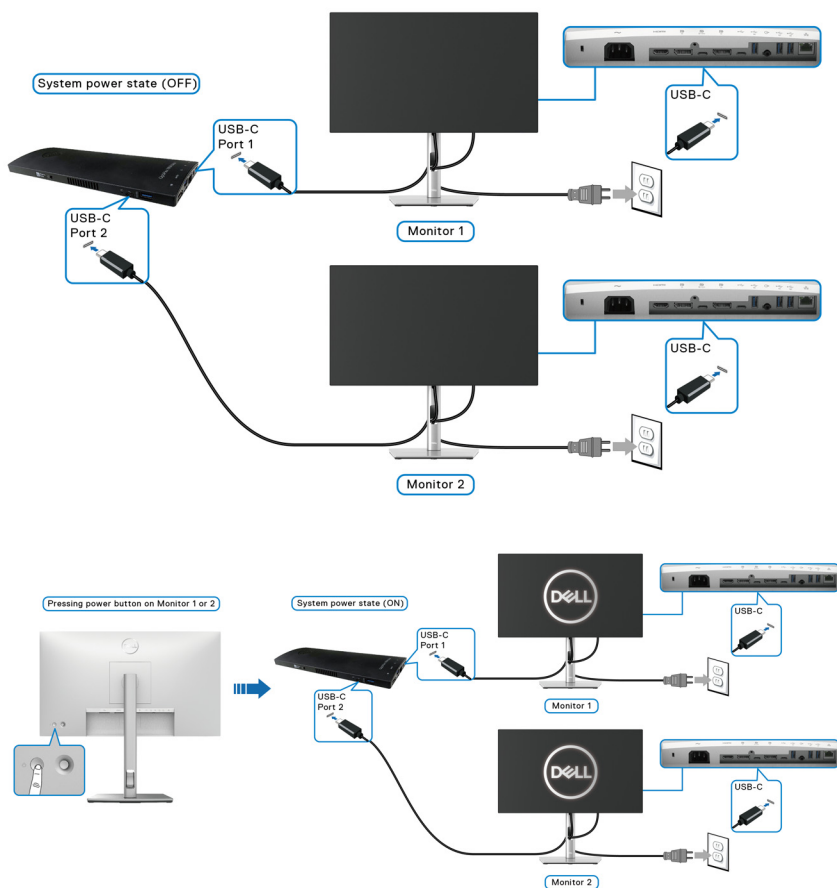 System power state (OFF)
USB-C
Port 1
USB-C
Monitor 1
USB-C
Port 2
USB-C
Monitor 2
Pressing power button on Monitor 1 or 2
System power state (ON)
USB-C
Port 1
DELL
USB-C
Monitor 1
USB-C
Port 2
DELL
USB-C
Monitor 2